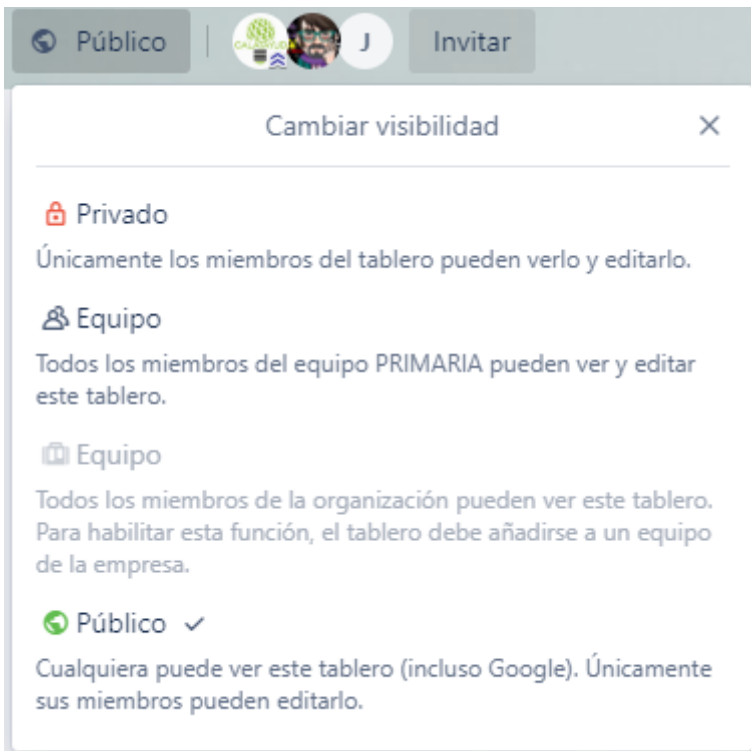 Público
J
Invitar
Cambiar visibilidad
Privado
Únicamente los miembros del tablero pueden verlo y editarlo.
Equipo
Todos los miembros del equipo PRIMARIA pueden ver y editar
este tablero.
Equipo
Todos los miembros de la organización pueden ver este tablero.
Para habilitar esta función, el tablero debe añadirse a un equipo
de la empresa.
Público
Cualquiera puede ver este tablero (incluso Google). Únicamente
sus miembros pueden editarlo.